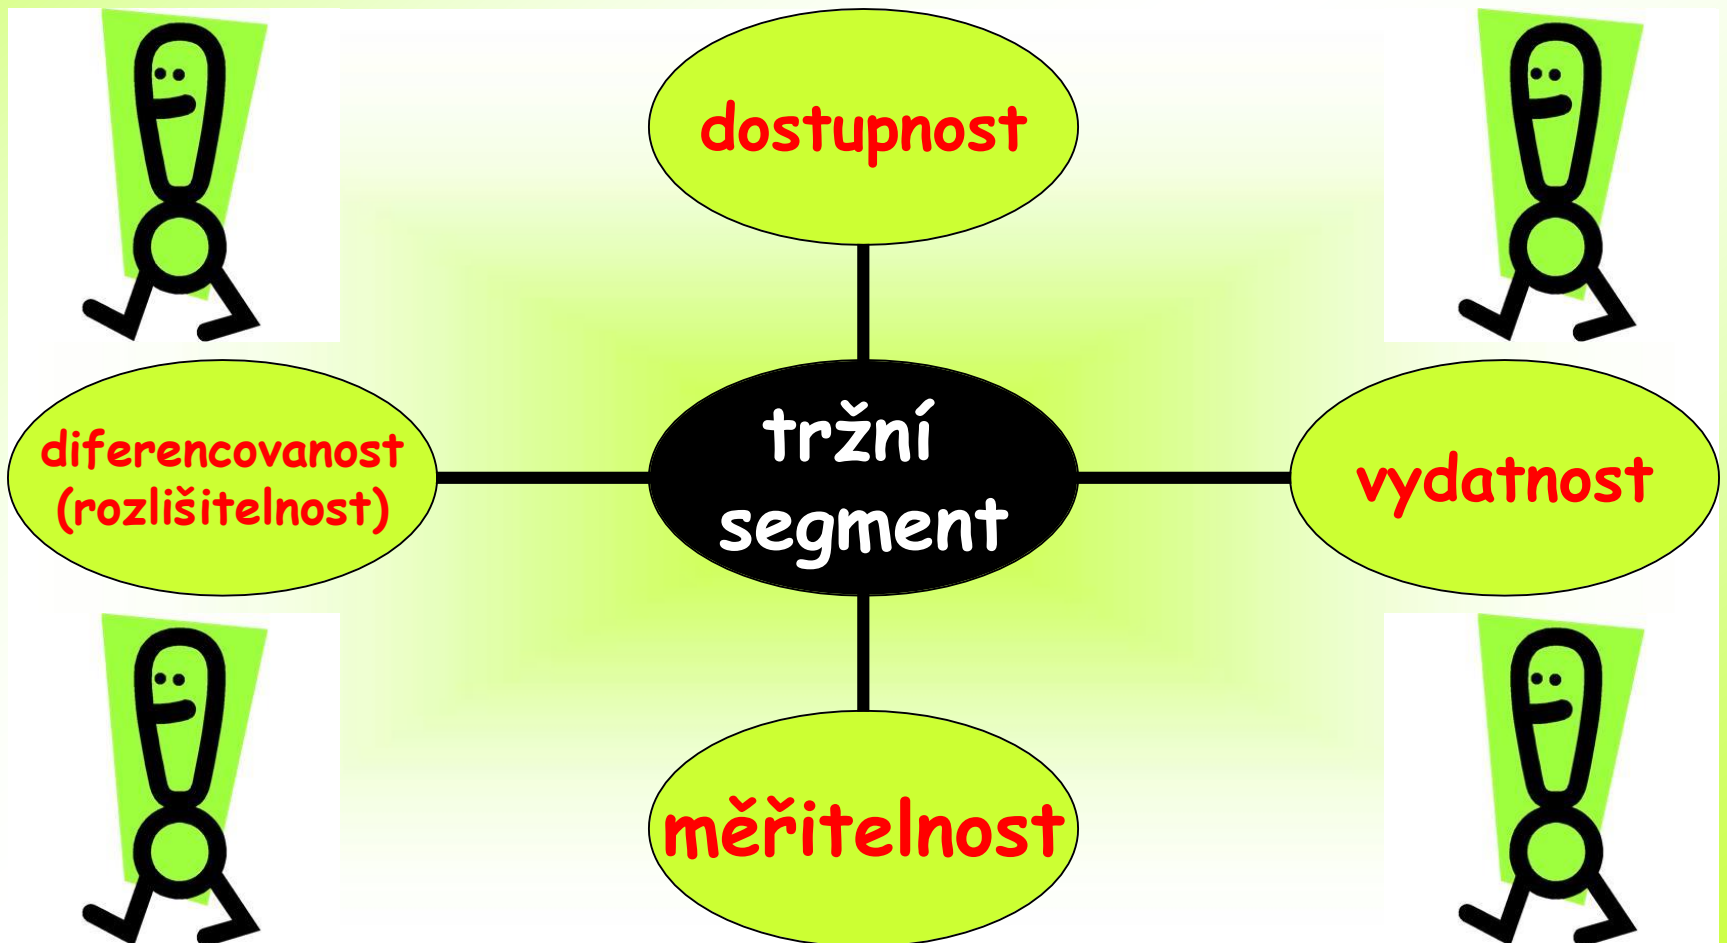 dostupnost
diferencovanost
(rozlišitelnost)
tržní
segment
vydatnost
měřitelnost